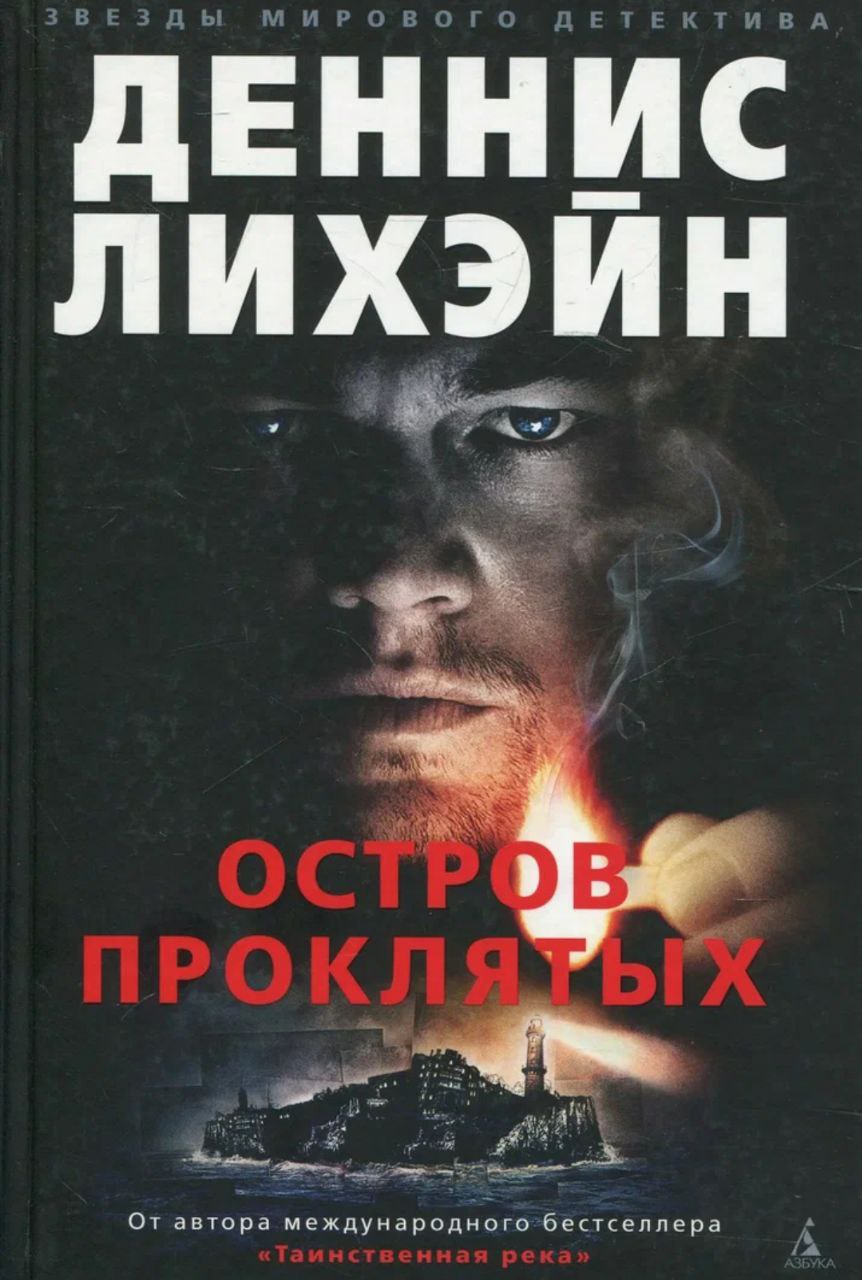 ЗВЕЗДЫ МИРОВОГО ДЕТЕКТИВА
ДЕННИС
ЛИХЭЙН
ОСТРОВ
ПРОКЛЯТЫХ
От автора международного бестселлера
«Таинственная река»
АЗБУКА